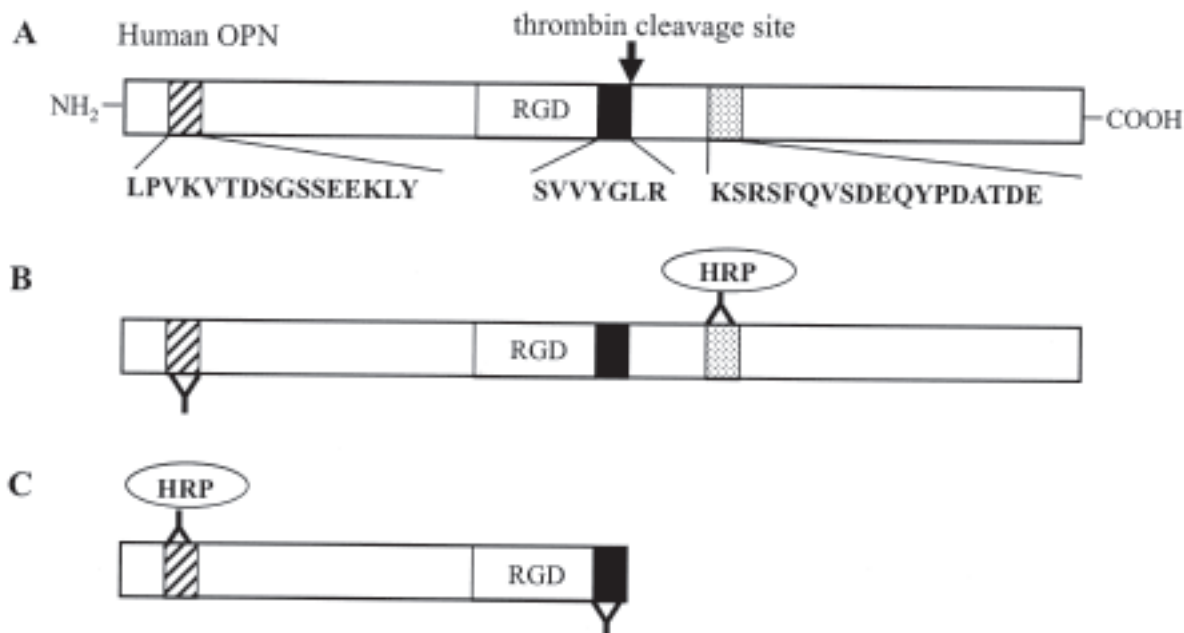 A
Human OPN
thrombin cleavage site
NH2
RGD
COOH
LPVKVTDSGSSEEKLY
SVVYGLR
KSRSFQVSDEQYPDATDE
B
HRP
RGD
C
HRP
RGD